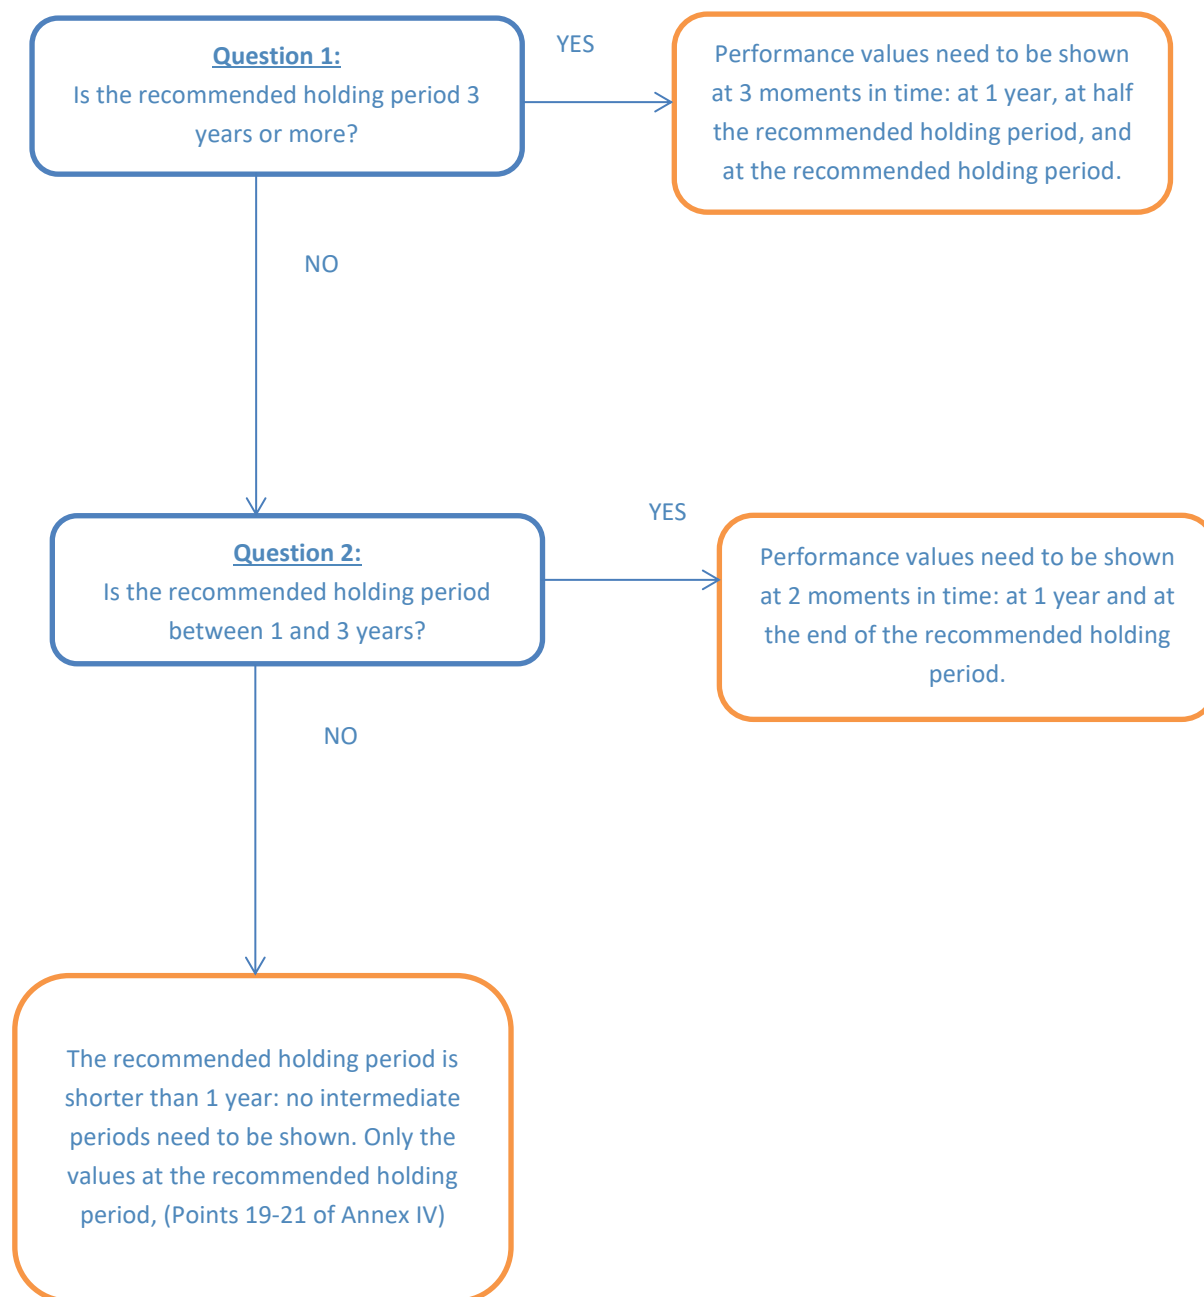 Question 1:
Is the recommended holding period 3
years or more?
YES
Performance values need to be shown
at 3 moments in time: at 1 year, at half
the recommended holding period, and
at the recommended holding period.
NO
Question 2:
Is the recommended holding period
between 1 and 3 years?
YES
Performance values need to be shown
at 2 moments in time: at 1 year and at
the end of the recommended holding
period.
NO
The recommended holding period is
shorter than 1 year: no intermediate
periods need to be shown. Only the
values at the recommended holding
period, (Points 19-21 of Annex IV)